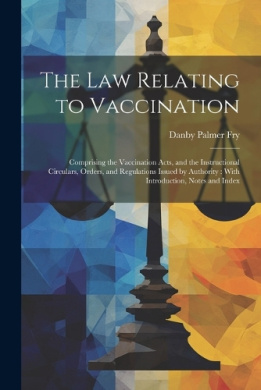 The Law Relating
to Vaccination
Danby Palmer Fry
Comprising the Vaccination Acts, and the Instructional
Circulars, Orders, and Regulations Issued by Authority : With
Introduction, Notes and Index